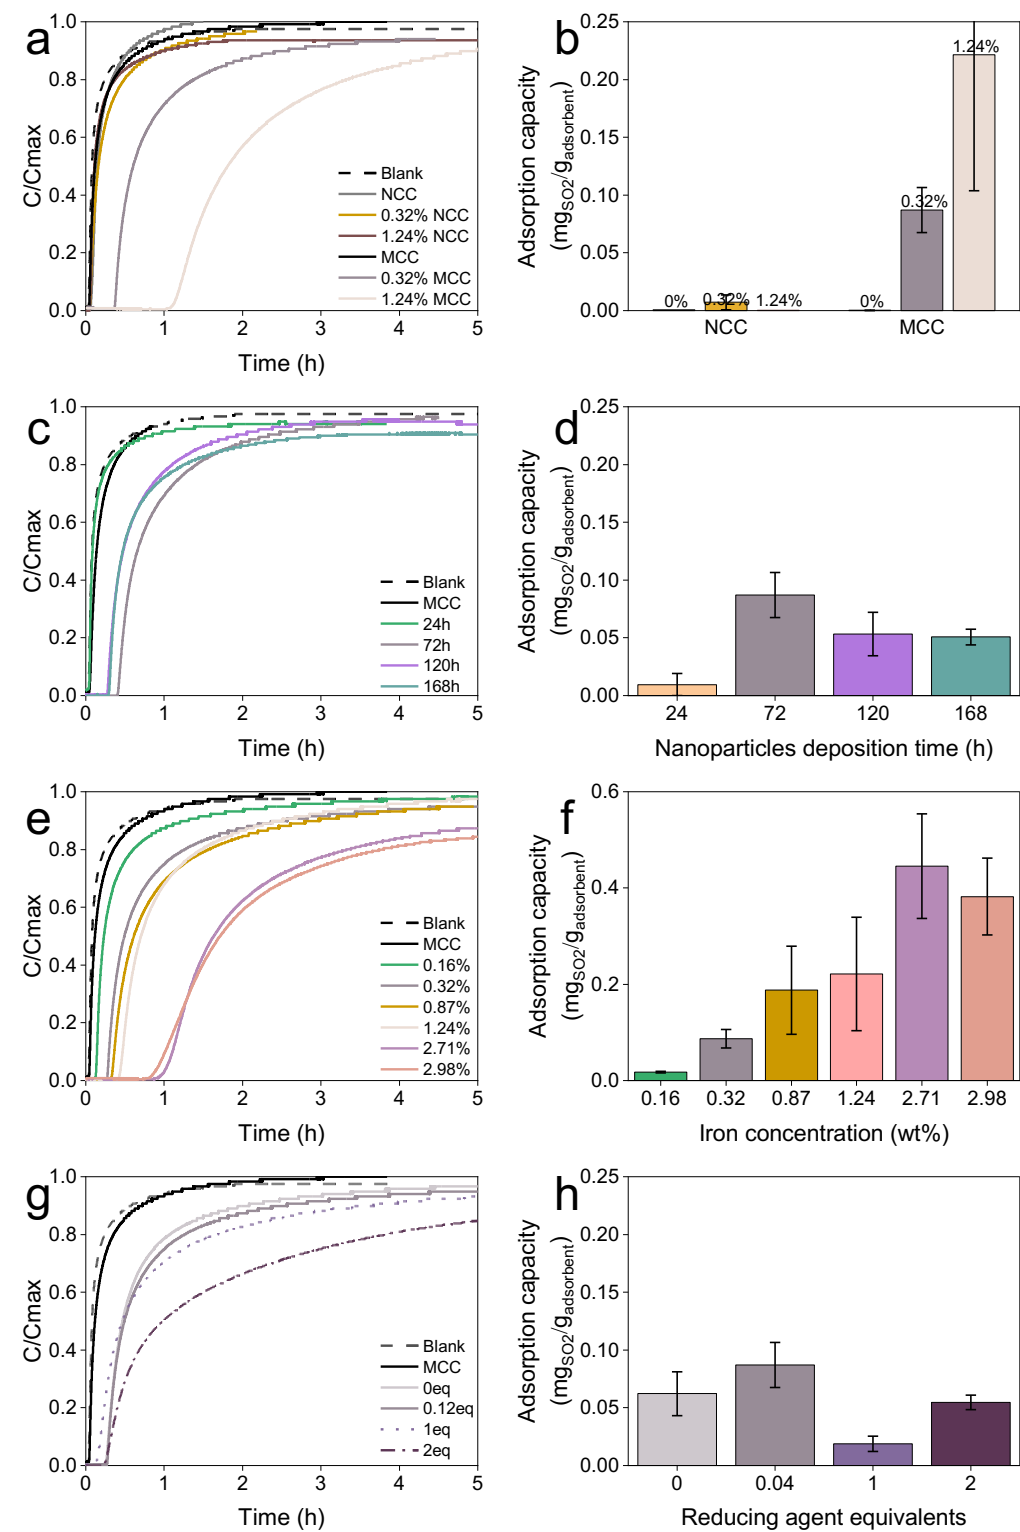 a
1.0
0.8
0.6
0.4
0.2
0.0
C/Cmax
Blank
NCC
0.32% NCC
1.24% NCC
MCC
0.32% MCC
1.24% MCC
0 1 2 3 4 5
Time (h)
b
0.25
0.20
0.15
0.10
0.05
0.00
Adsorption capacity
(mgSO2/gadsorbent)
0% 0.32% 1.24% 0% 0.32% 1.24%
NCC MCC
c
1.0
0.8
0.6
0.4
0.2
0.0
C/Cmax
Blank
MCC
24h
72h
120h
168h
0 1 2 3 4 5
Time (h)
d
0.25
0.20
0.15
0.10
0.05
0.00
Adsorption capacity
(mgSO2/gadsorbent)
24 72 120 168
Nanoparticles deposition time (h)
e
1.0
0.8
0.6
0.4
0.2
0.0
C/Cmax
Blank
MCC
0.16%
0.32%
0.87%
1.24%
2.71%
2.98%
0 1 2 3 4 5
Time (h)
f
0.6
0.4
0.2
0.0
Adsorption capacity
(mgSO2/gadsorbent)
0.16 0.32 0.87 1.24 2.71 2.98
Iron concentration (wt%)
g
1.0
0.8
0.6
0.4
0.2
0.0
C/Cmax
Blank
MCC
0eq
0.12eq
1eq
2eq
0 1 2 3 4 5
Time (h)
h
0.25
0.20
0.15
0.10
0.05
0.00
Adsorption capacity
(mgSO2/gadsorbent)
0 0.04 1 2
Reducing agent equivalents